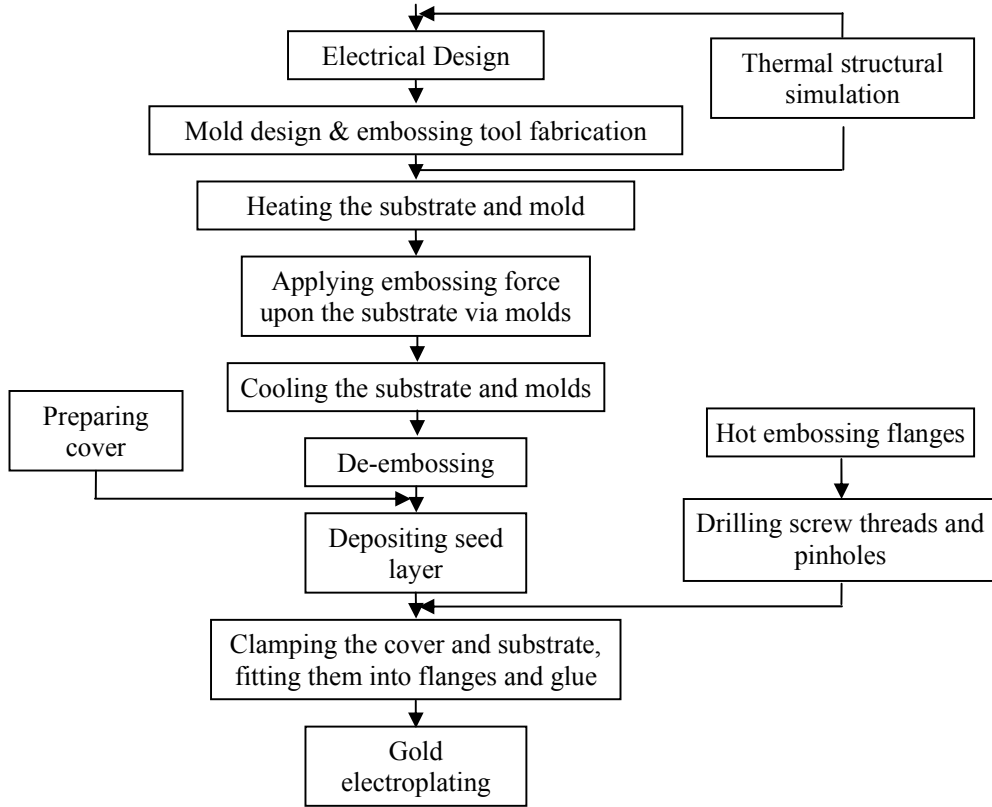 Electrical Design
Thermal structural
simulation
Mold design & embossing tool fabrication
Heating the substrate and mold
Applying embossing force
upon the substrate via molds
Cooling the substrate and molds
Preparing
cover
Hot embossing flanges
De-embossing
Drilling screw threads and
pinholes
Depositing seed
layer
Clamping the cover and substrate,
fitting them into flanges and glue
Gold
electroplating